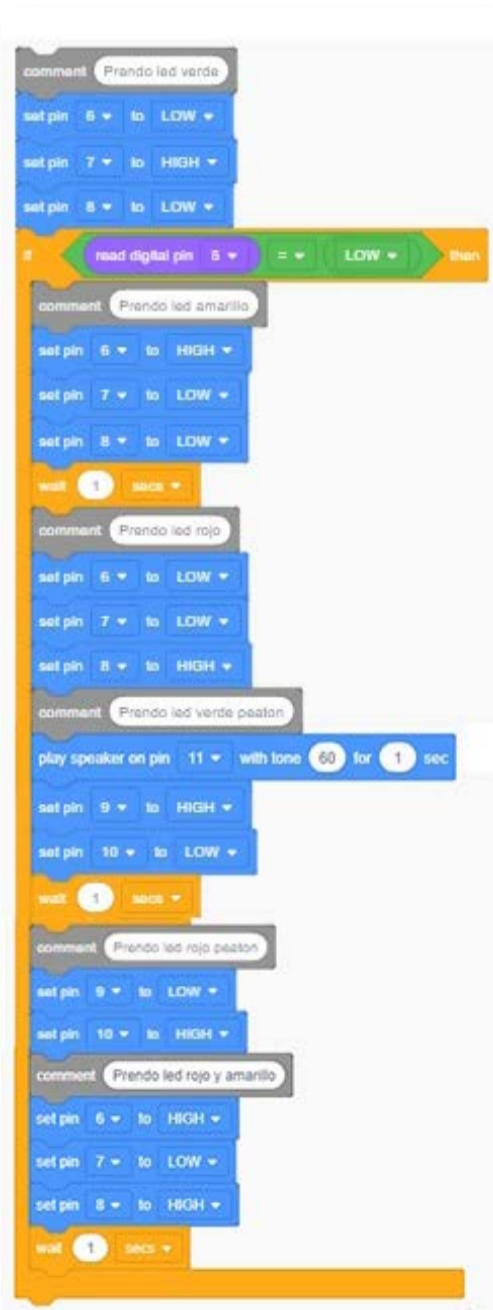 comment Prendo led verde
set pin 6 to LOW
set pin 7 to HIGH
set pin 8 to LOW
if read digital pin 5 = LOW then
comment Prendo led amarillo
set pin 6 to HIGH
set pin 7 to LOW
set pin 8 to LOW
wait 1 secs
comment Prendo led rojo
set pin 6 to LOW
set pin 7 to LOW
set pin 8 to HIGH
comment Prendo led verde peaton
play speaker on pin 11 with tone 60 for 1 sec
set pin 9 to HIGH
set pin 10 to LOW
wait 1 secs
comment Prendo led rojo peaton
set pin 9 to LOW
set pin 10 to HIGH
comment Prendo led rojo y amarillo
set pin 6 to HIGH
set pin 7 to LOW
set pin 8 to HIGH
wait 1 secs